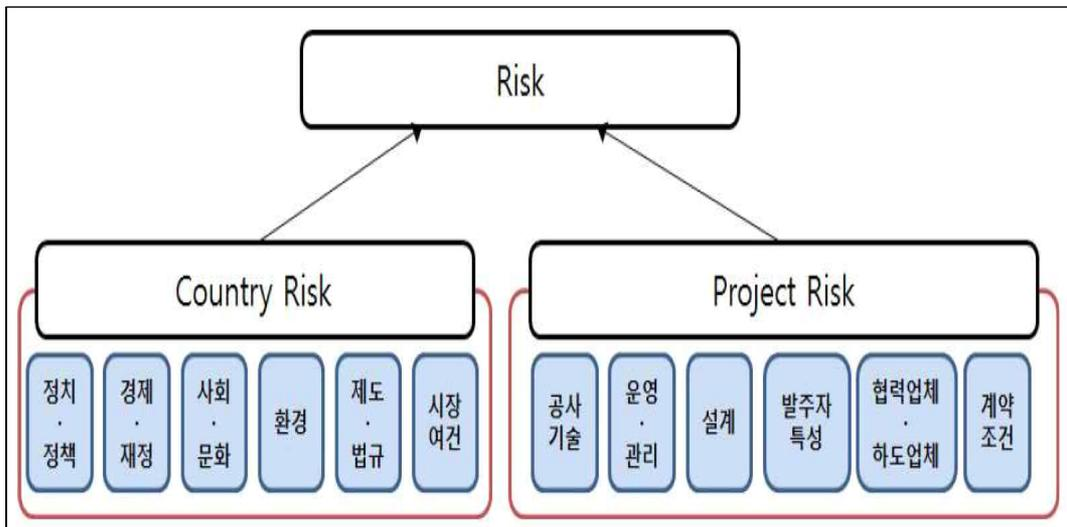 Risk
Country Risk
정치
·
정책
경제
·
재정
사회
·
문화
환경
제도
·
법규
시장
여건
Project Risk
공사
기술
운영
·
관리
설계
발주자
특성
협력업체
·
하도업체
계약
조건